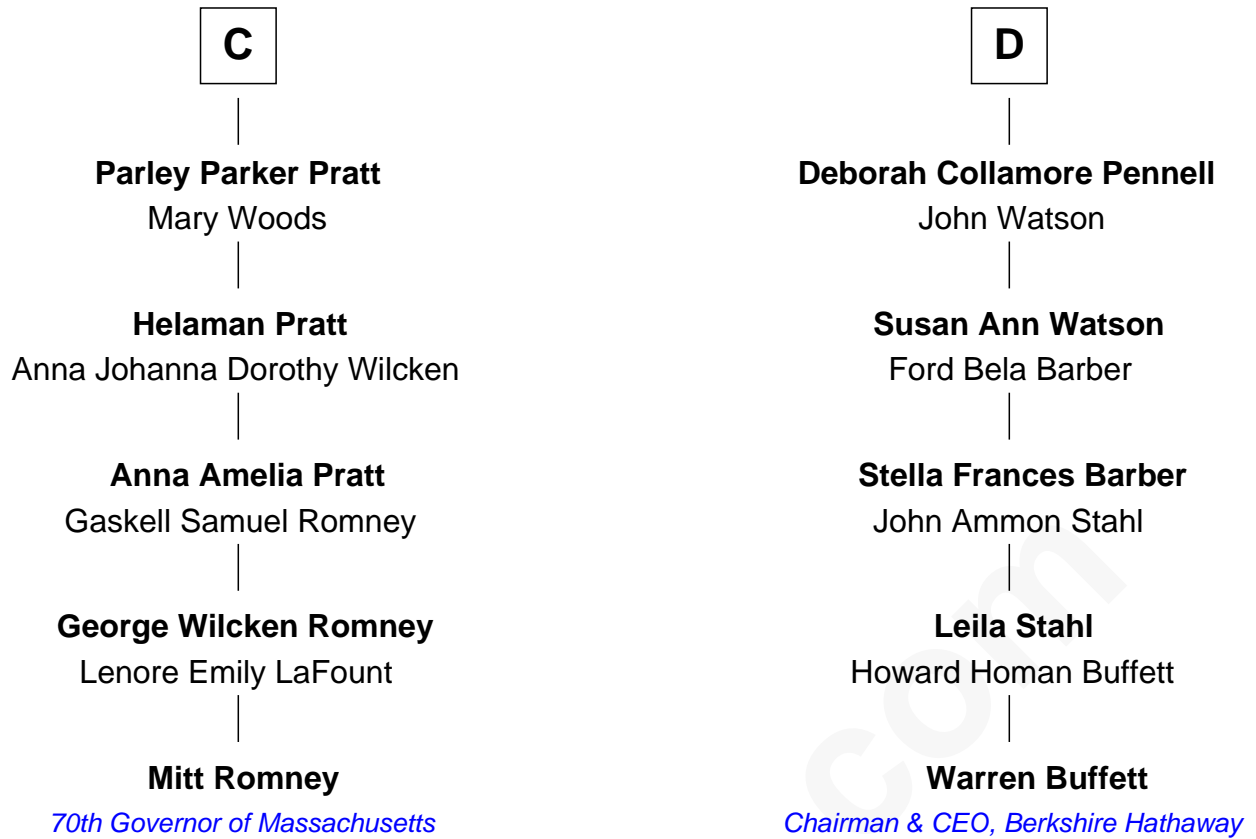 C
Parley Parker Pratt
Mary Woods
Helaman Pratt
Anna Johanna Dorothy Wilcken
Anna Amelia Pratt
Gaskell Samuel Romney
George Wilcken Romney
Lenore Emily LaFount
Mitt Romney
70th Governor of Massachusetts
D
Deborah Collamore Pennell
John Watson
Susan Ann Watson
Ford Bela Barber
Stella Frances Barber
John Ammon Stahl
Leila Stahl
Howard Homan Buffett
Warren Buffett
Chairman & CEO, Berkshire Hathaway
com